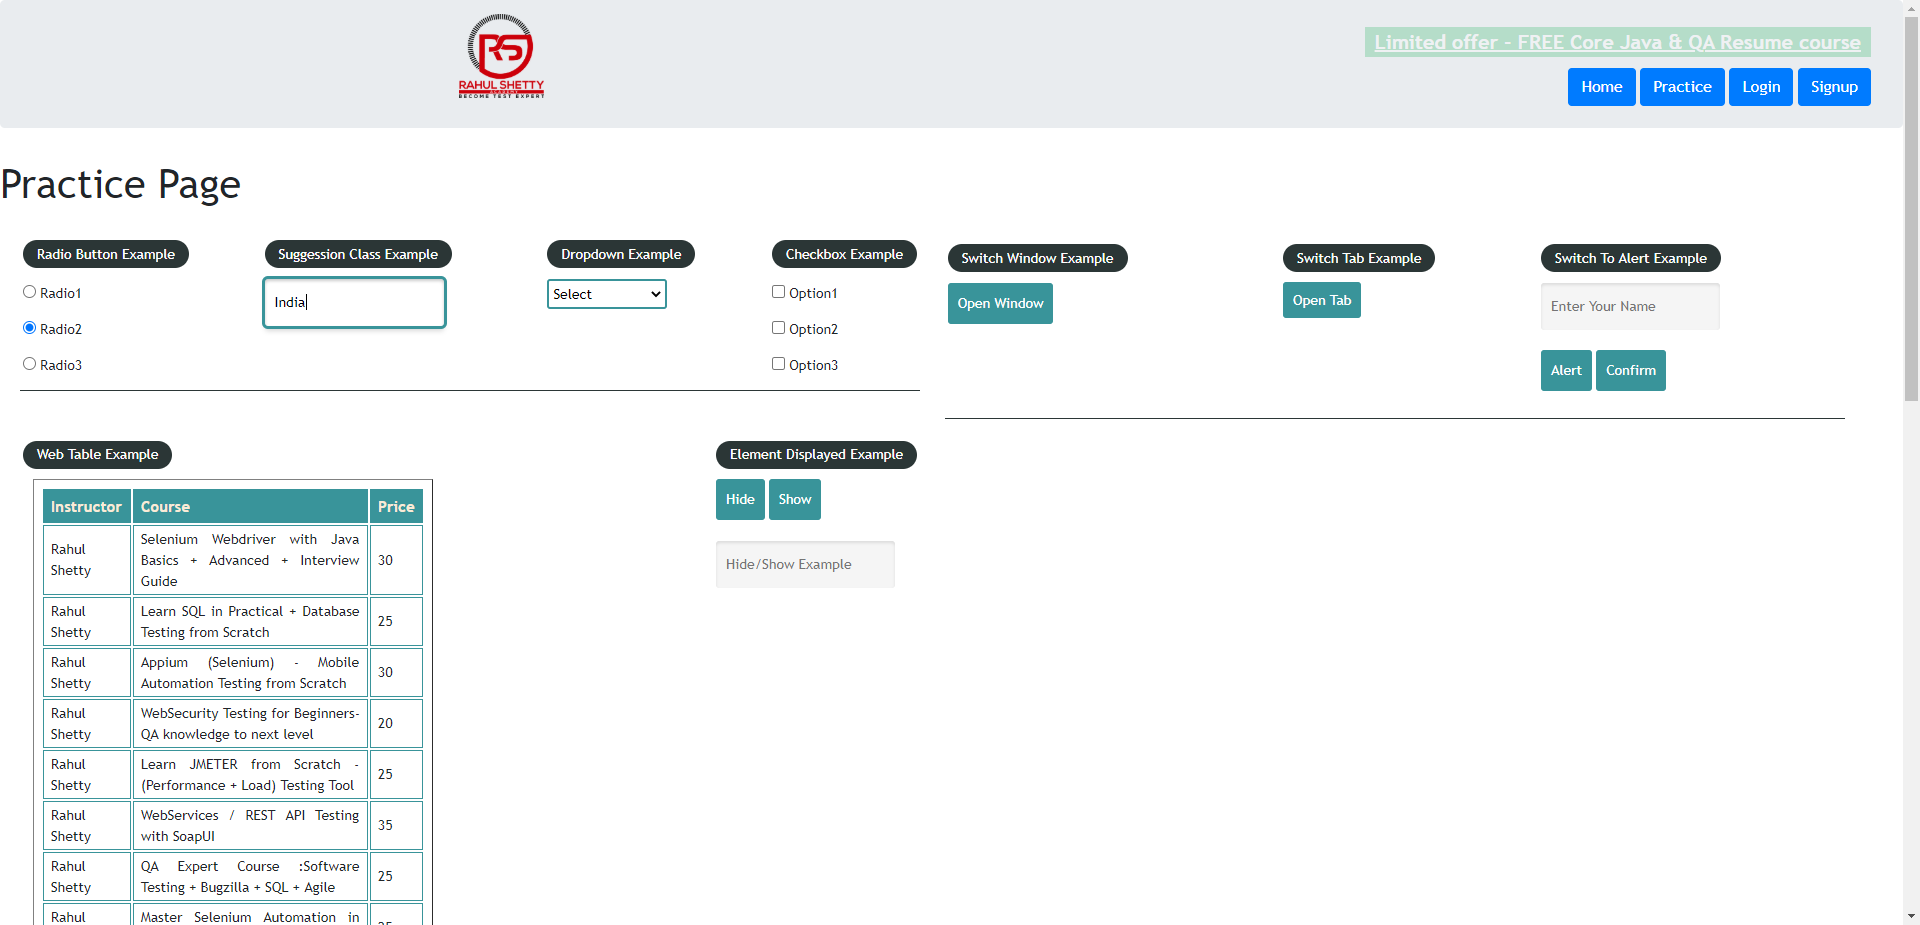 RAHUL SHETTY
ACADEMY
BECOME TEST EXPERT
Limited offer - FREE Core Java & QA Resume course
Home Practice Login Signup
Practice Page
Radio Button Example
Radio1
Radio2
Radio3
Suggession Class Example
India
Dropdown Example
Select
Checkbox Example
Option1
Option2
Option3
Switch Window Example
Open Window
Switch Tab Example
Open Tab
Switch To Alert Example
Enter Your Name
Alert Confirm
Web Table Example
Instructor Course Price
Rahul Shetty
Selenium Webdriver with Java
Basics + Advanced + Interview
Guide
30
Rahul Shetty
Learn SQL in Practical + Database
Testing from Scratch
25
Rahul Shetty
Appium (Selenium) - Mobile
Automation Testing from Scratch
30
Rahul Shetty
WebSecurity Testing for Beginners-
QA knowledge to next level
20
Rahul Shetty
Learn JMETER from Scratch -
(Performance + Load) Testing Tool
25
Rahul Shetty
WebServices / REST API Testing
with SoapUI
35
Rahul Shetty
QA Expert Course :Software
Testing + Bugzilla + SQL + Agile
25
Rahul
Master Selenium Automation in
Element Displayed Example
Hide Show
Hide/Show Example